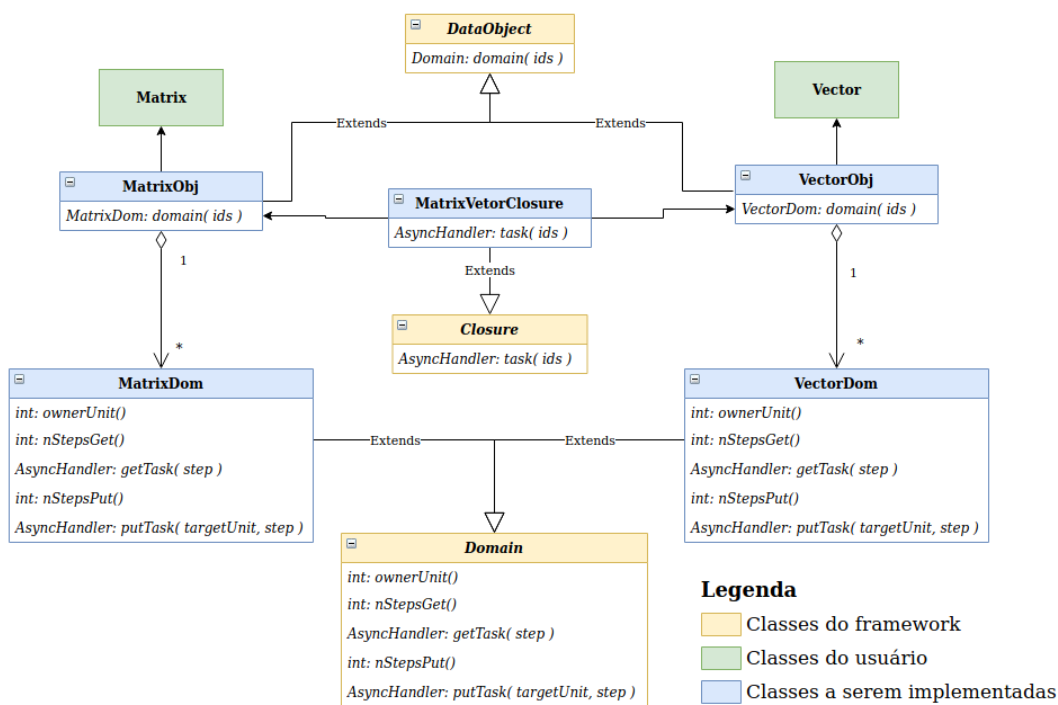 DataObject
Domain: domain( ids )
Matrix
Vector
Extends
Extends
MatrixObj
MatrixDom: domain( ids )
MatrixVetorClosure
AsyncHandler: task( ids )
VectorObj
VectorDom: domain( ids )
Extends
1
*
1
*
Closure
AsyncHandler: task( ids )
MatrixDom
int: ownerUnit()
int: nStepsGet()
AsyncHandler: getTask( step )
int: nStepsPut()
AsyncHandler: putTask( targetUnit, step )
VectorDom
int: ownerUnit()
int: nStepsGet()
AsyncHandler: getTask( step )
int: nStepsPut()
AsyncHandler: putTask( targetUnit, step )
Extends
Extends
Domain
int: ownerUnit()
int: nStepsGet()
AsyncHandler: getTask( step )
int: nStepsPut()
AsyncHandler: putTask( targetUnit, step )
Legenda
Classes do framework
Classes do usuário
Classes a serem implementadas